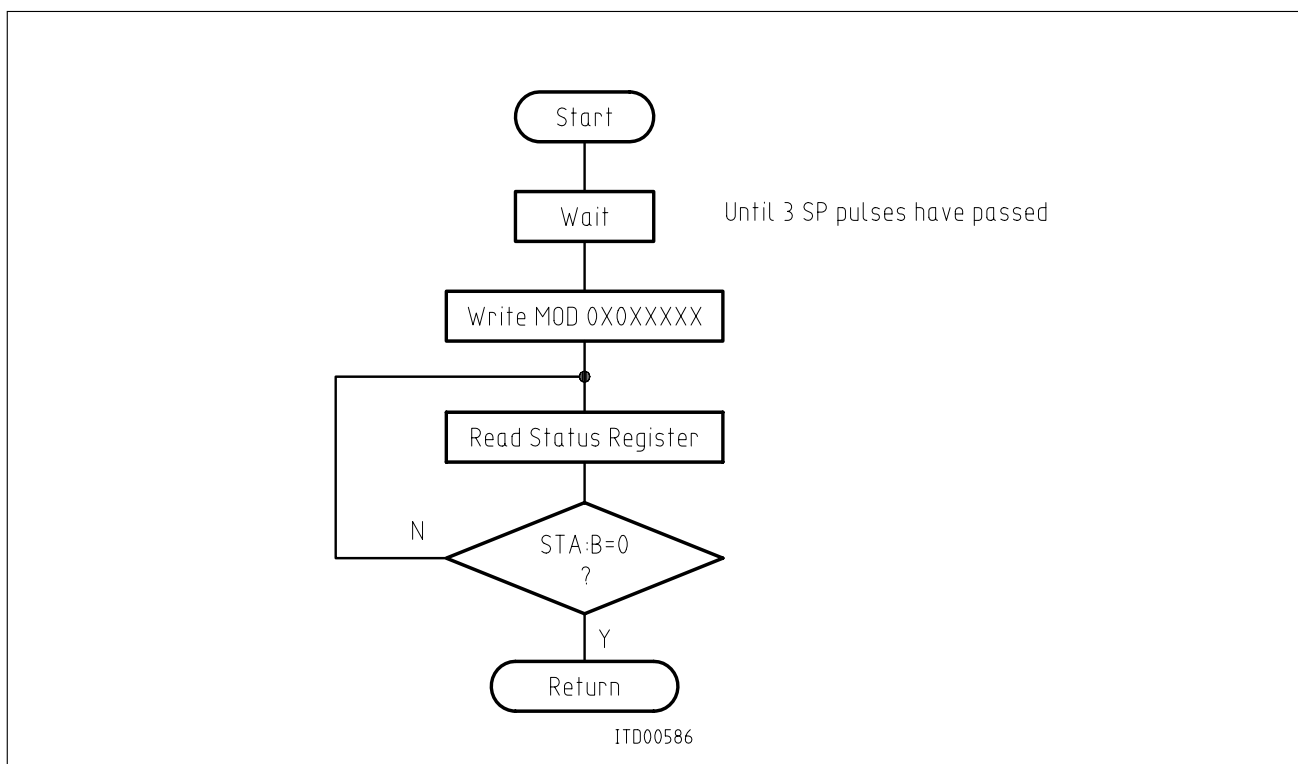 Start
Wait
Until 3 SP pulses have passed
Write MOD 0X0XXXXX
Read Status Register
N
STA:B=0
?
Y
Return
ITD00586